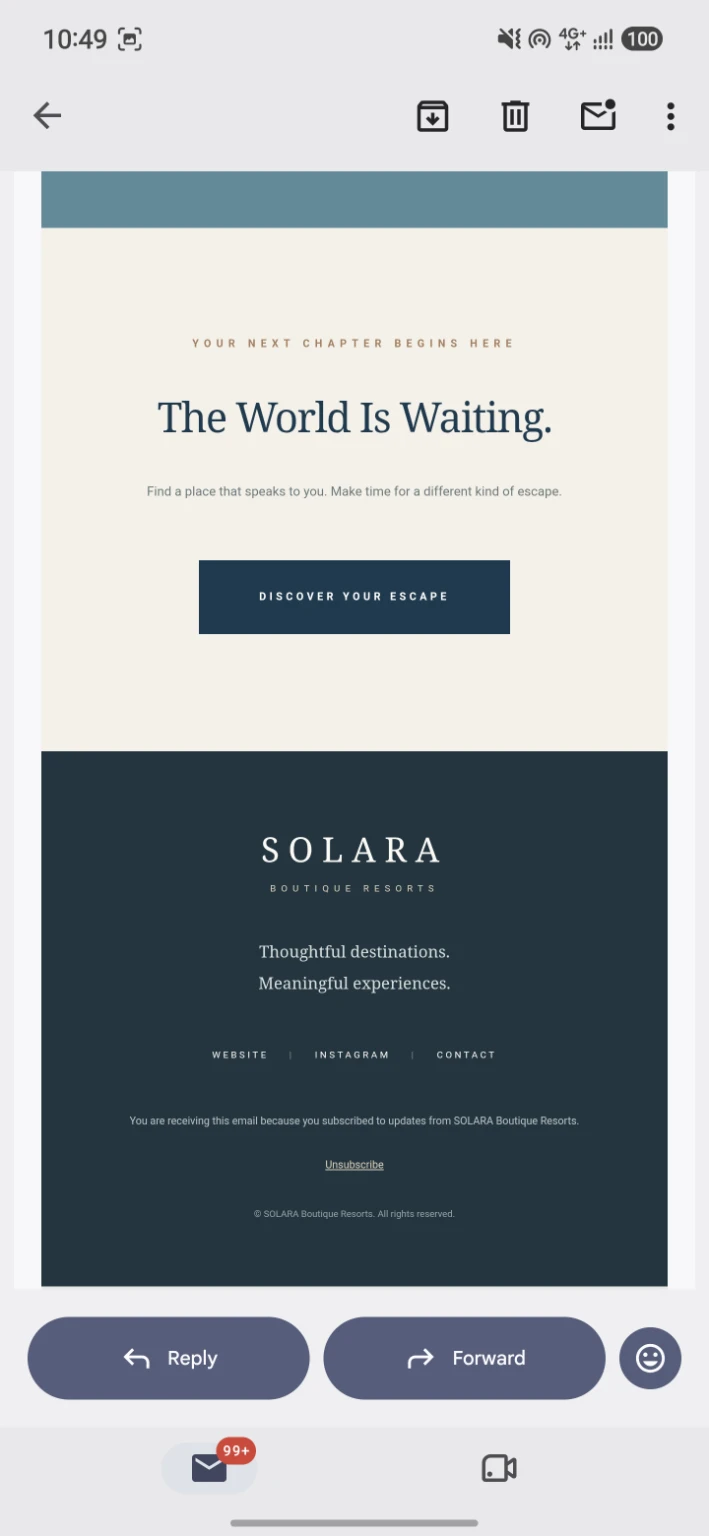 10:49
4G+
100
YOUR NEXT CHAPTER BEGINS HERE
The World Is Waiting.
Find a place that speaks to you. Make time for a different kind of escape.
DISCOVER YOUR ESCAPE
SOLARA
BOUTIQUE RESORTS
Thoughtful destinations.
Meaningful experiences.
WEBSITE | INSTAGRAM | CONTACT
You are receiving this email because you subscribed to updates from SOLARA Boutique Resorts.
Unsubscribe
© SOLARA Boutique Resorts. All rights reserved.
Reply
Forward
99+